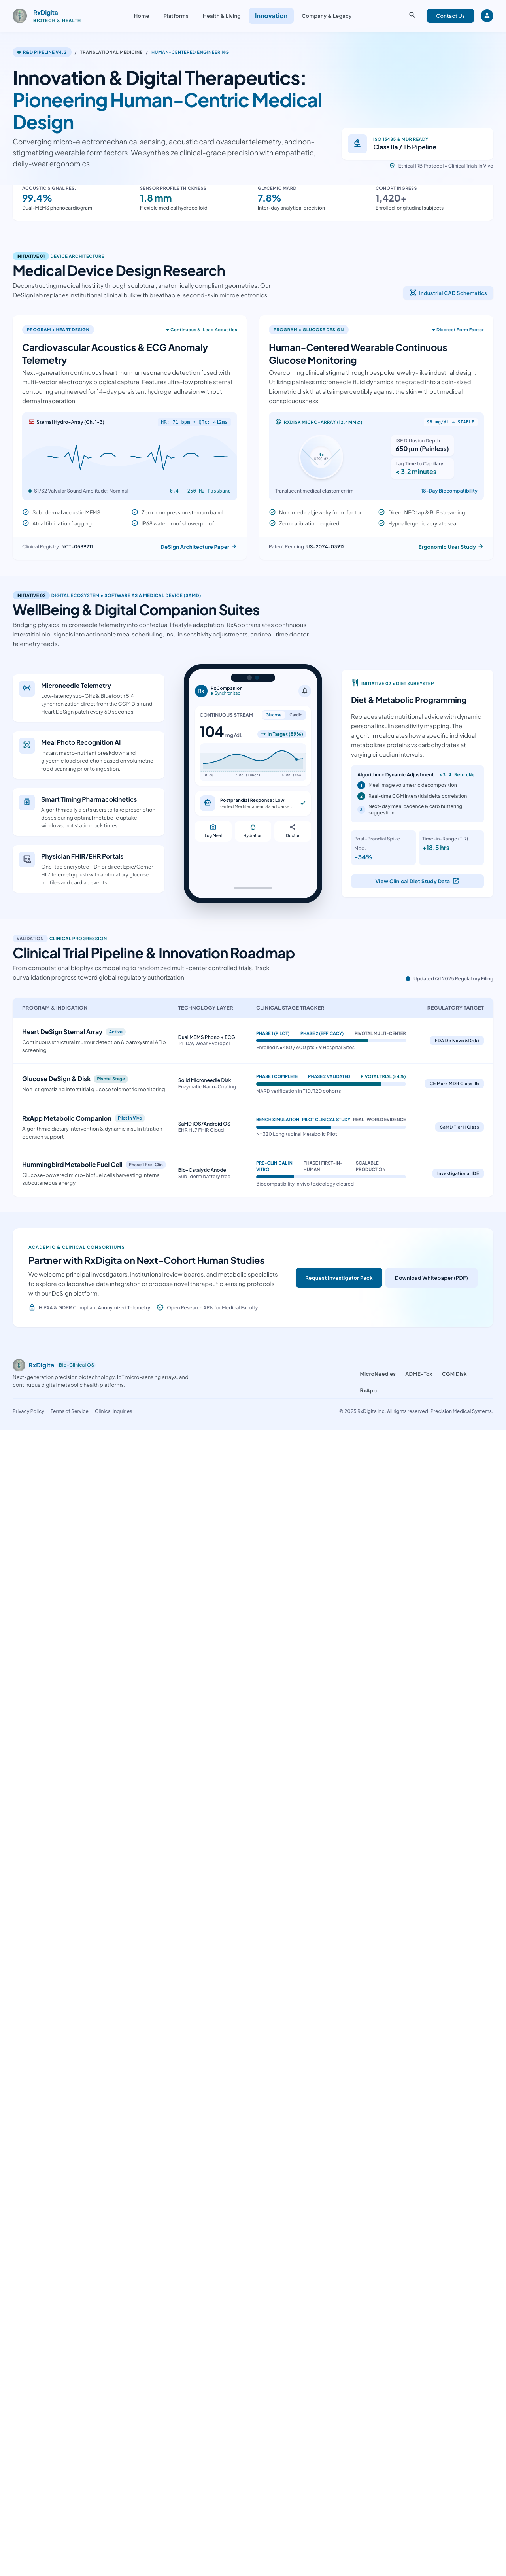 RxDigita
BIOTECH & HEALTH
Home
Platforms
Health & Living
Innovation
Company & Legacy
Contact Us
R&D PIPELINE V4.2 / TRANSLATIONAL MEDICINE / HUMAN-CENTERED ENGINEERING
Innovation & Digital Therapeutics:
Pioneering Human-Centric Medical
Design
Converging micro-electromechanical sensing, acoustic cardiovascular telemetry, and non-
stigmatizing wearable form factors. We synthesize clinical-grade precision with empathetic,
daily-wear ergonomics.
ISO 13485 & MDR READY
Class IIa / IIb Pipeline
Ethical IRB Protocol • Clinical Trials In Vivo
ACOUSTIC SIGNAL RES.
99.4%
Dual-MEMS phonocardiogram
SENSOR PROFILE THICKNESS
1.8 mm
Flexible medical hydrocolloid
GLYCEMIC MARD
7.8%
Inter-day analytical precision
COHORT INGRESS
1,420+
Enrolled longitudinal subjects
INITIATIVE 01 DEVICE ARCHITECTURE
Medical Device Design Research
Deconstructing medical hostility through sculptural, anatomically compliant geometries. Our
DeSign lab replaces institutional clinical bulk with breathable, second-skin microelectronics.
Industrial CAD Schematics
PROGRAM • HEART DESIGN
Continuous 6-Lead Acoustics
Cardiovascular Acoustics & ECG Anomaly
Telemetry
Next-generation continuous heart murmur resonance detection fused with
multi-vector electrophysiological capture. Features ultra-low profile sternal
mounting engineered for clinical accuracy during persistent ambulatory
motion, capturing paroxysmal atrial arrhythmias without dermal adhesive
dermal maceration.
Sternal Hydro-Array (Ch. 1-3)
HR: 71 bpm • QTc: 412ms
S1/S2 Valvular Sound Amplitude: Nominal
0.4 - 250 Hz Passband
Sub-dermal acoustic MEMS
Zero-compression sternum band
Atrial fibrillation flagging
IP68 waterproof showerproof
Clinical Registry: NCT-0589211
DeSign Architecture Paper →
PROGRAM • GLUCOSE DESIGN
Discreet Form Factor
Human-Centered Wearable Continuous
Glucose Monitoring
Overcoming the social stigma through jewelry-like industrial design.
Utilizing painless microneedle fluid dynamics integrated into a coin-sized,
biometric overlay that sits imperceptibly against the skin without medical
conspicuousness.
RXDISK MICRO-ARRAY (12.4MM ⌀)
98 mg/dL → STABLE
Rx
ISF Diffusion Depth
650 µm (Painless)
Lag Time to Capillary
< 3.2 minutes
Translucent medical elastomer rim
18-Day Biocompatibility
Non-medical, jewelry form-factor
Direct NFC tap & BLE streaming
Zero calibration required
Hypoallergenic acrylate seal
Patent Pending: US-2024-03912
Ergonomic User Study →
INITIATIVE 02 DIGITAL ECOSYSTEM • SOFTWARE AS A MEDICAL DEVICE (SAMD)
WellBeing & Digital Companion Suites
Bridging physical microneedle telemetry into contextual lifestyle adaptation. RxApp translates continuous
interstitial bio-signals into actionable meal scheduling, insulin sensitivity adjustments, and real-time doctor
telemetry feeds.
Microneedle Telemetry
Low-latency sub-GHz & Bluetooth 5.4
synchronization direct from the CGM Disk and
Heart DeSign patch every 60 seconds.
Meal Photo Recognition AI
Instant macro-nutrient breakdown and
glycemic load prediction based on volumetric
food scanning prior to ingestion.
Smart Timing Pharmacokinetics
Algorithmically alerts you to take prescription
doses during optimal metabolic uptake
windows, not static clock times.
Physician FHIR/EHR Portals
One-tap encrypted PDF or direct Epic/Cerner
HL7 telemetry push with ambulatory glucose
profiles and cardiac events.
Rx
RxCompanion
Synchronized
CONTINUOUS STREAM
Glucose
Cardio
104 mg/dL
→ In Target (89%)
10:00
12:00 (Lunch)
14:00 (Now)
Postprandial Response: Low
Grilled Mediterranean Salad parse...
Log Meal
Hydration
Doctor
INITIATIVE 02 • DIET SUBSYSTEM
Diet & Metabolic Programming
Replaces static nutritional advice with dynamic
personal insulin sensitivity mapping. The
algorithm calculates how a specific individual
metabolizes complex carbohydrates at
varying circadian intervals.
Algorithmic Dynamic Adjustment
v3.4 NeuroNet
1 Meal Image volumetric decomposition
2 Real-time CGM interstitial delta correlation
3 Next-day meal cadence & carb buffering
suggestion
Post-Prandial Spike
Mod.
-34%
Time-in-Range (TIR)
+18.5 hrs
View Clinical Diet Study Data
VALIDATION CLINICAL PROGRESSION
Clinical Trial Pipeline & Innovation Roadmap
From computational biophysics modeling to randomized multi-center controlled trials. Track
our validation progress toward global regulatory authorization.
Updated Q1 2025 Regulatory Filing
PROGRAM & INDICATION
TECHNOLOGY LAYER
CLINICAL STAGE TRACKER
REGULATORY TARGET
Heart DeSign Sternal Array Active
Continuous structural murmur detection & paroxysmal AFib
screening
Dual MEMS Phono + ECG
14-Day Wear Hydrogel
PHASE 1 (PILOT)
PHASE 2 (EFFICACY)
PIVOTAL MULTI-CENTER
Enrolled N=480 / 600 pts • 9 Hospital Sites
FDA De Novo 510(k)
Glucose DeSign & Disk Pivotal Stage
Non-stigmatizing interstitial glucose telemetric monitoring
Solid Microneedle Disk
Enzymatic Nano-Coating
PHASE 1 COMPLETE
PHASE 2 VALIDATED
PIVOTAL TRIAL (84%)
MARD verification in T1D/T2D cohorts
CE Mark MDR Class IIb
RxApp Metabolic Companion Pilot In Vivo
Algorithmic dietary intervention & dynamic insulin titration
decision support
SaMD iOS/Android OS
EHR HL7 FHIR Cloud
BENCH SIMULATION
PILOT CLINICAL STUDY
REAL-WORLD EVIDENCE
N=320 Longitudinal Metabolic Pilot
SaMD Tier II Class
Hummingbird Metabolic Fuel Cell Phase 1 Pre-Clin
Glucose-powered micro-biofuel cells harvesting internal
subcutaneous energy
Bio-Catalytic Anode
Sub-derm battery free
PRE-CLINICAL IN
VITRO
PHASE 1 FIRST-IN-
HUMAN
SCALABLE
PRODUCTION
Biocompatibility in vivo toxicology cleared
Investigational IDE
ACADEMIC & CLINICAL CONSORTIUMS
Partner with RxDigita on Next-Cohort Human Studies
We welcome principal investigators, institutional review boards, and metabolic specialists
to explore collaborative data integration or propose novel therapeutic sensing protocols
with our DeSign platform.
HIPAA & GDPR Compliant Anonymized Telemetry
Open Research APIs for Medical Faculty
Request Investigator Pack
Download Whitepaper (PDF)
RxDigita Bio-Clinical OS
Next-generation precision biotechnology, IoT micro-sensing arrays, and
continuous digital metabolic health platforms.
MicroNeedles
ADME-Tox
CGM Disk
RxApp
Privacy Policy
Terms of Service
Clinical Inquiries
© 2025 RxDigita Inc. All rights reserved. Precision Medical Systems.